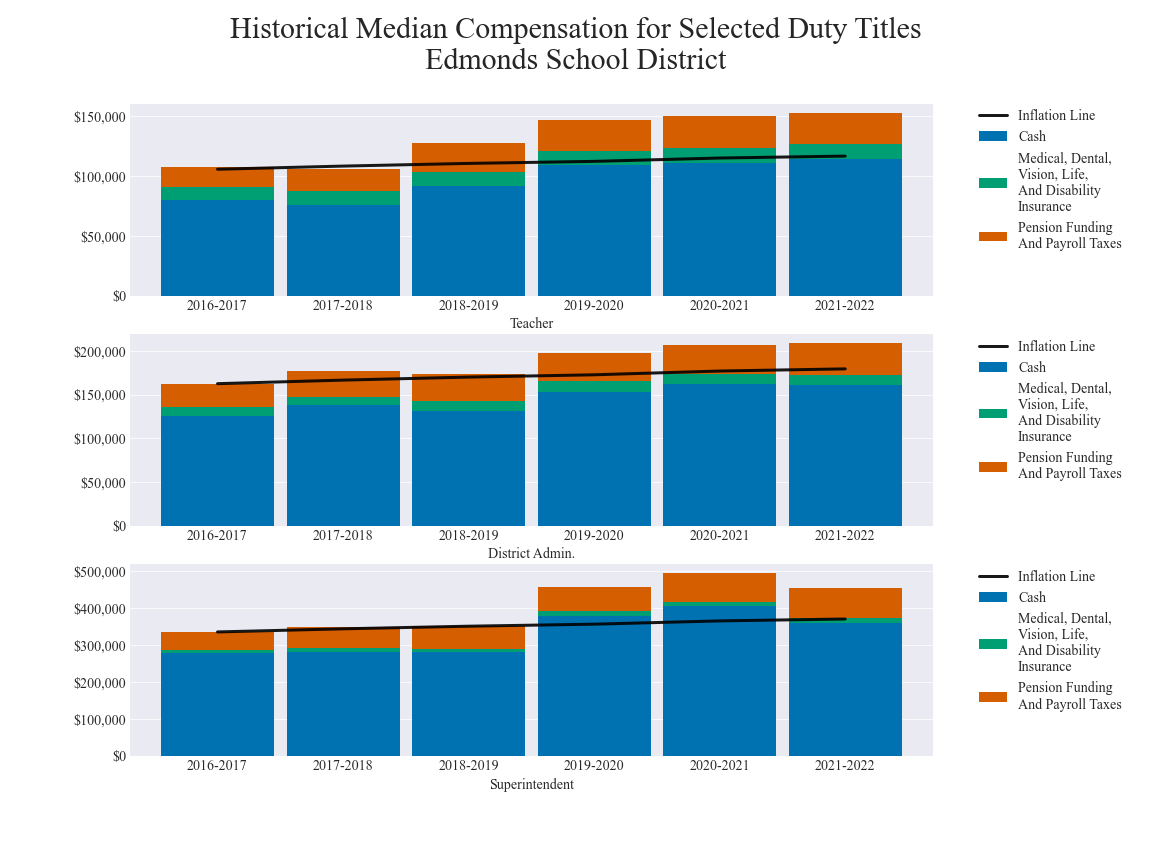 Historical Median Compensation for Selected Duty Titles
Edmonds School District
$150,000
$100,000
$50,000
$0
2016-2017 2017-2018 2018-2019 2019-2020 2020-2021 2021-2022
Teacher
Inflation Line
Cash
Medical, Dental,
Vision, Life,
And Disability
Insurance
Pension Funding
And Payroll Taxes
$200,000
$150,000
$100,000
$50,000
$0
2016-2017 2017-2018 2018-2019 2019-2020 2020-2021 2021-2022
District Admin.
Inflation Line
Cash
Medical, Dental,
Vision, Life,
And Disability
Insurance
Pension Funding
And Payroll Taxes
$500,000
$400,000
$300,000
$200,000
$100,000
$0
2016-2017 2017-2018 2018-2019 2019-2020 2020-2021 2021-2022
Superintendent
Inflation Line
Cash
Medical, Dental,
Vision, Life,
And Disability
Insurance
Pension Funding
And Payroll Taxes